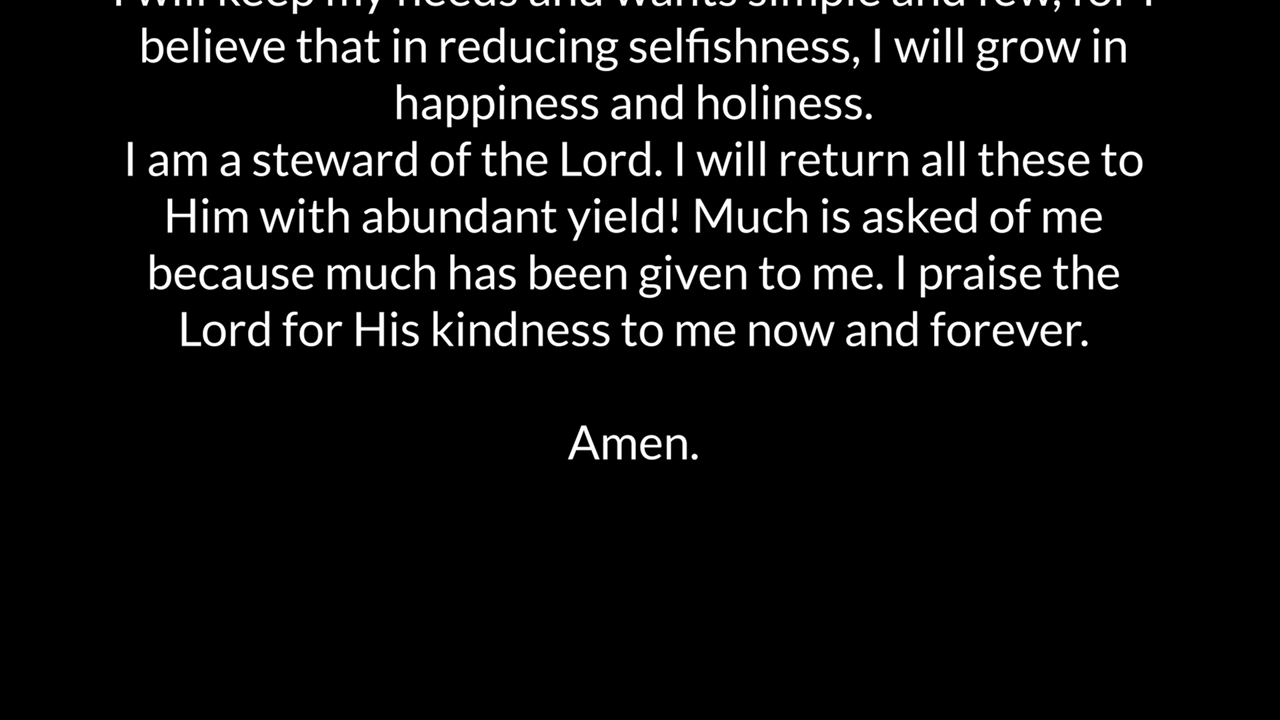 I will keep my needs and wants simple and few, for I
believe that in reducing selfishness, I will grow in
happiness and holiness.
I am a steward of the Lord. I will return all these to
Him with abundant yield! Much is asked of me
because much has been given to me. I praise the
Lord for His kindness to me now and forever.
Amen.